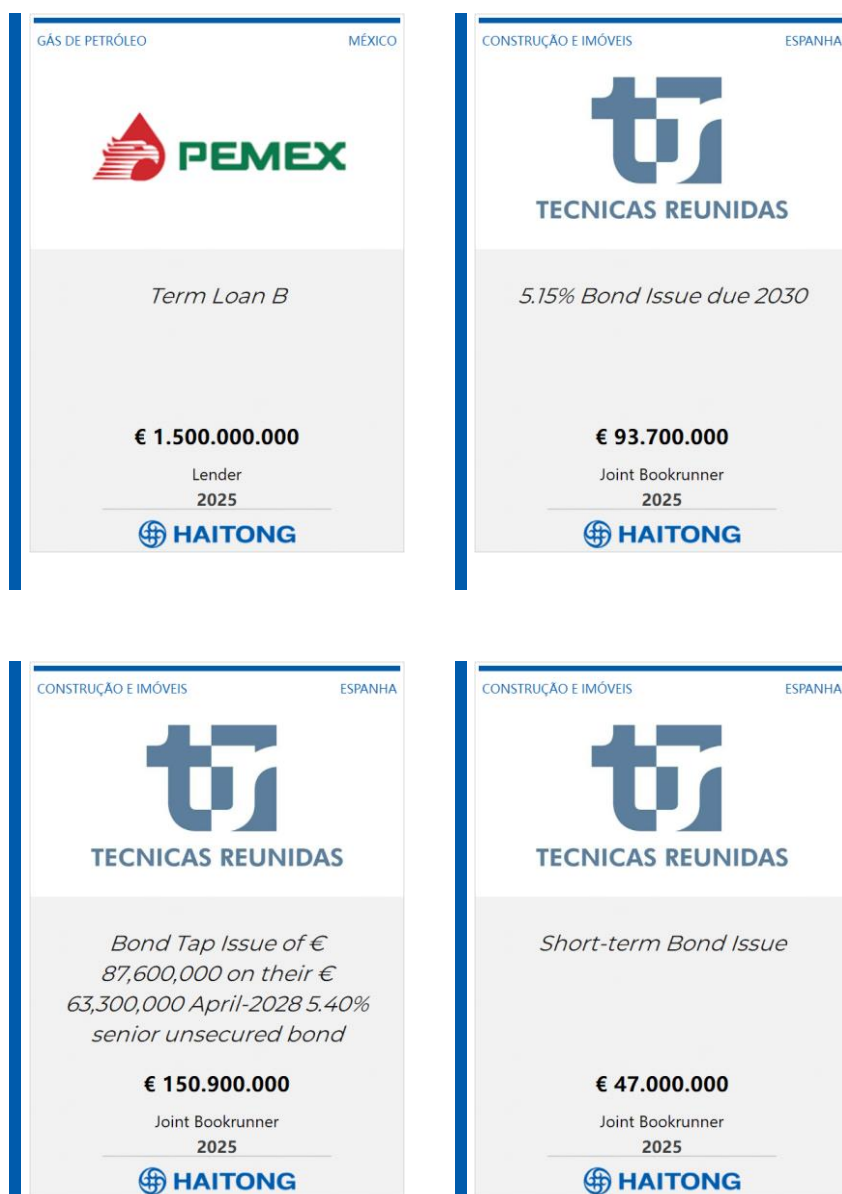 GÁS DE PETRÓLEO MÉXICO
PEMEX
Term Loan B
€ 1.500.000.000
Lender
2025
HAITONG
CONSTRUÇÃO E IMÓVEIS ESPANHA
TECNICAS REUNIDAS
5.15% Bond Issue due 2030
€ 93.700.000
Joint Bookrunner
2025
HAITONG
CONSTRUÇÃO E IMÓVEIS ESPANHA
tr
TECNICAS REUNIDAS
Bond Tap Issue of €
87,600,000 on their €
63,300,000 April-2028 5.40%
senior unsecured bond
€ 150.900.000
Joint Bookrunner
2025
HAITONG
CONSTRUÇÃO E IMÓVEIS ESPANHA
tr
TECNICAS REUNIDAS
Short-term Bond Issue
€ 47.000.000
Joint Bookrunner
2025
HAITONG